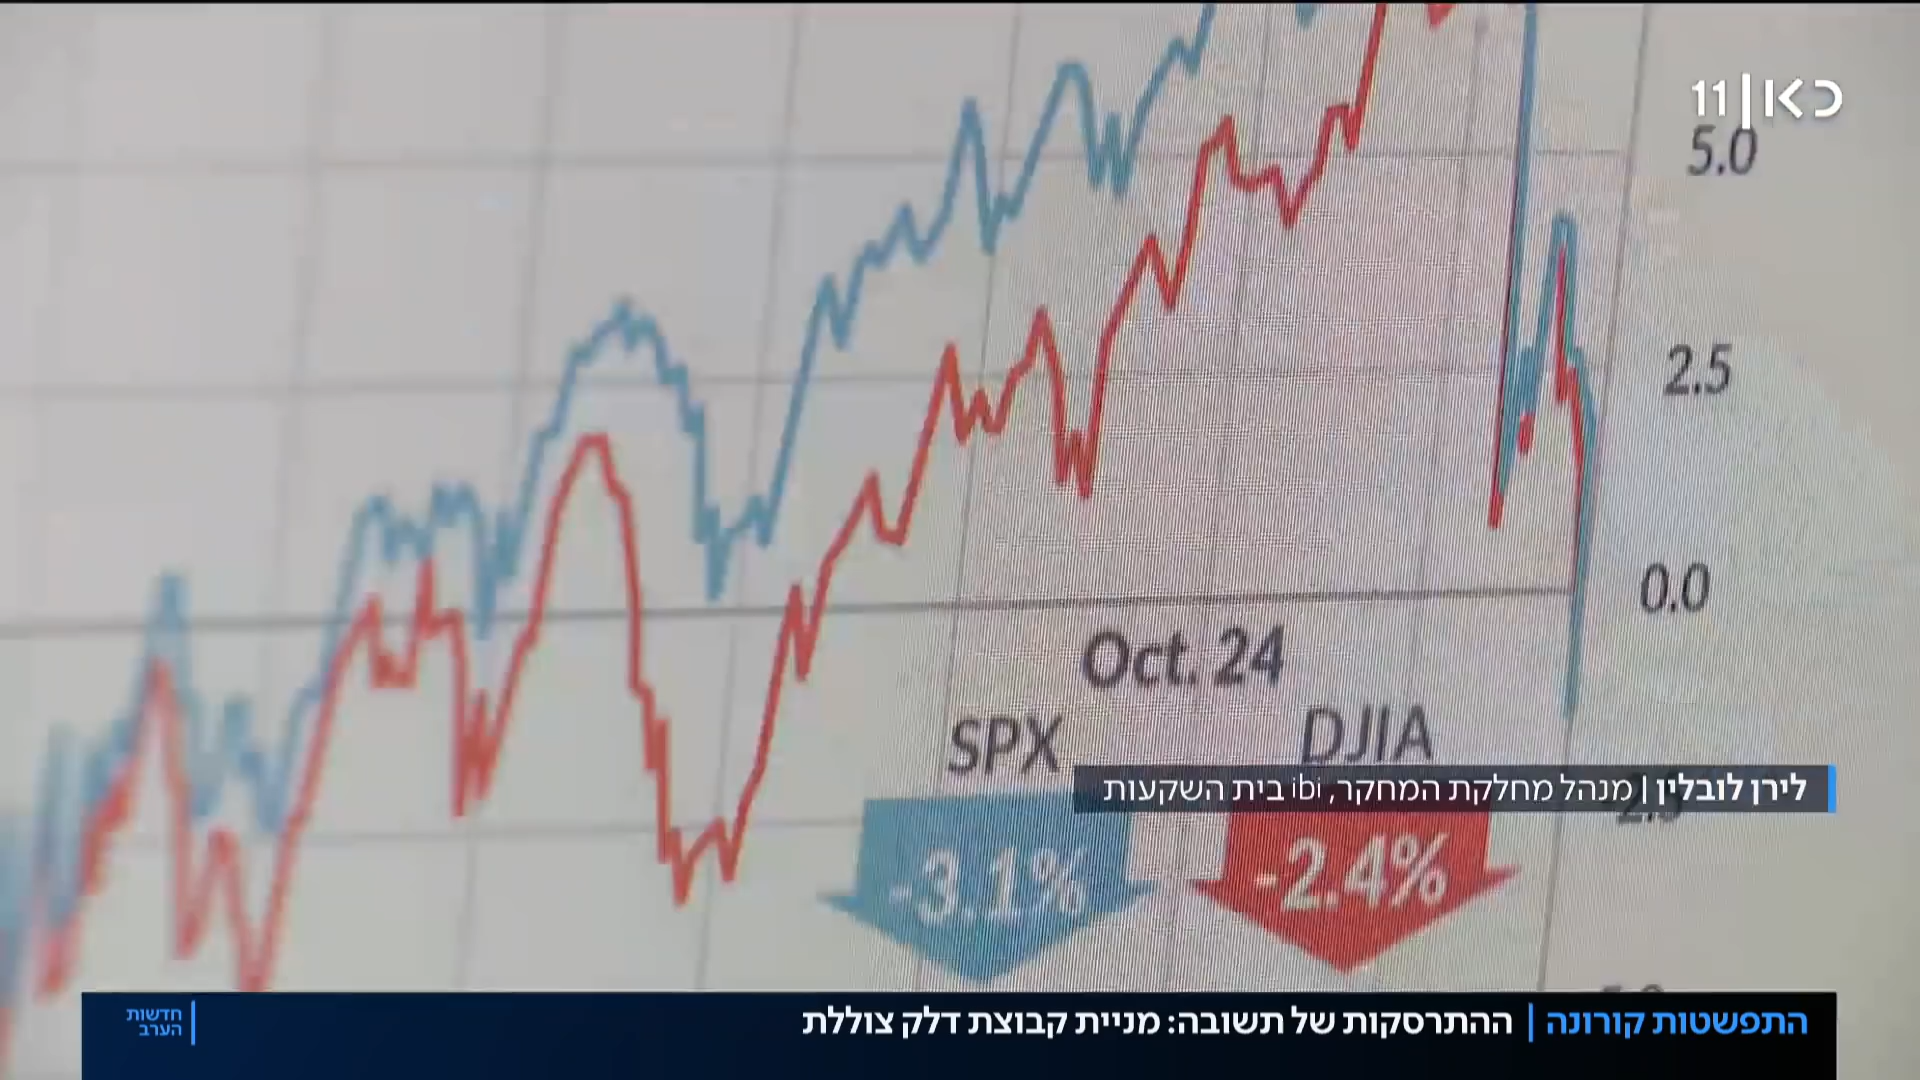 כאן 11
5.0
2.5
0.0
Oct. 24
SPX
DJIA
לירן לובלין | מנהל מחלקת המחקר, ibi בית השקעות
-3.1%
-2.4%
התפשטות קורונה | ההתרסקות של תשובה: מניית קבוצת דלק צוללת
חדשות
הערב